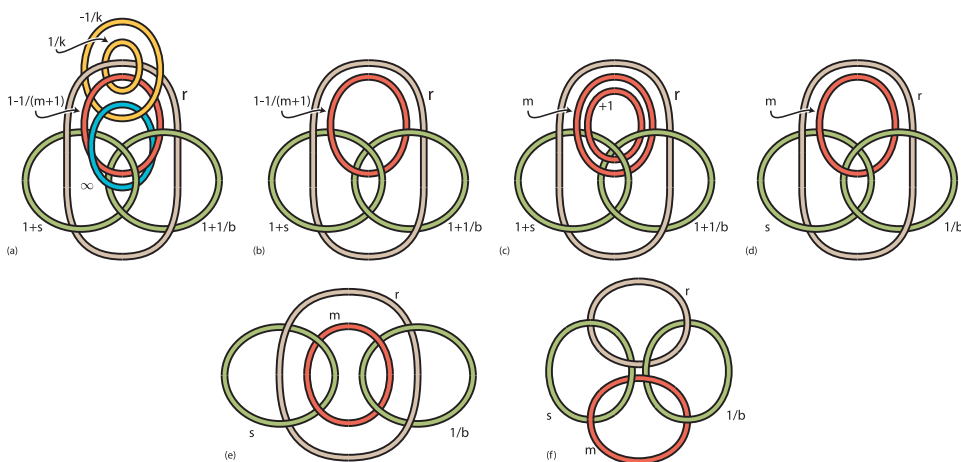 -1/k
1/k
1-1/(m+1)
r
∞
1+s
1+1/b
(a)
1-1/(m+1)
r
1+s
1+1/b
(b)
m
+1
r
1+s
1+1/b
(c)
m
r
s
1/b
(d)
m
r
s
1/b
(e)
r
s
1/b
m
(f)